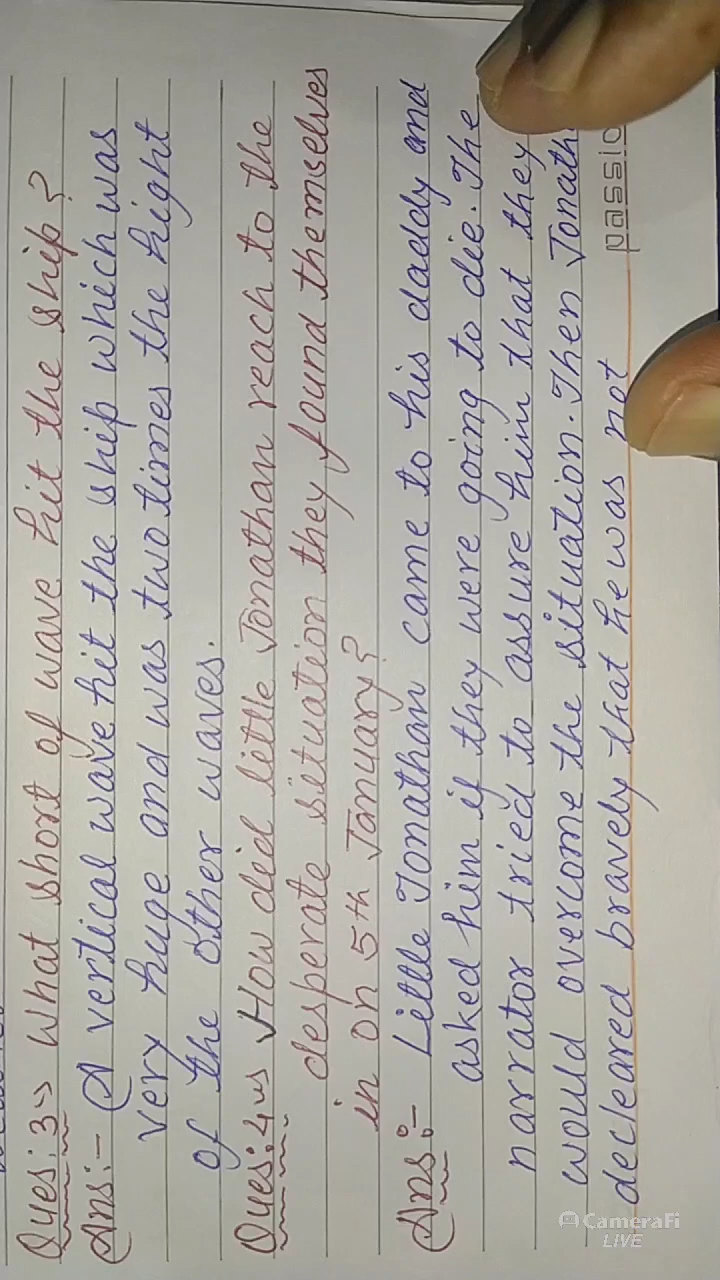 Ques:3 What short of wave hit the ship?
Ans:- A vertical wave hit the ship which was
very huge and was two times the hight
of the other waves.
Ques:4 How did little Jonathan reach to the
desperate situation they found themselves
in on 5th January?
Ans:- Little Jonathan came to his daddy and
asked him if they were going to die. The
narrator tried to assure him that they
would overcome the situation. Then Jonath
decleared bravely that he was not
passio
CameraFi
LIVE